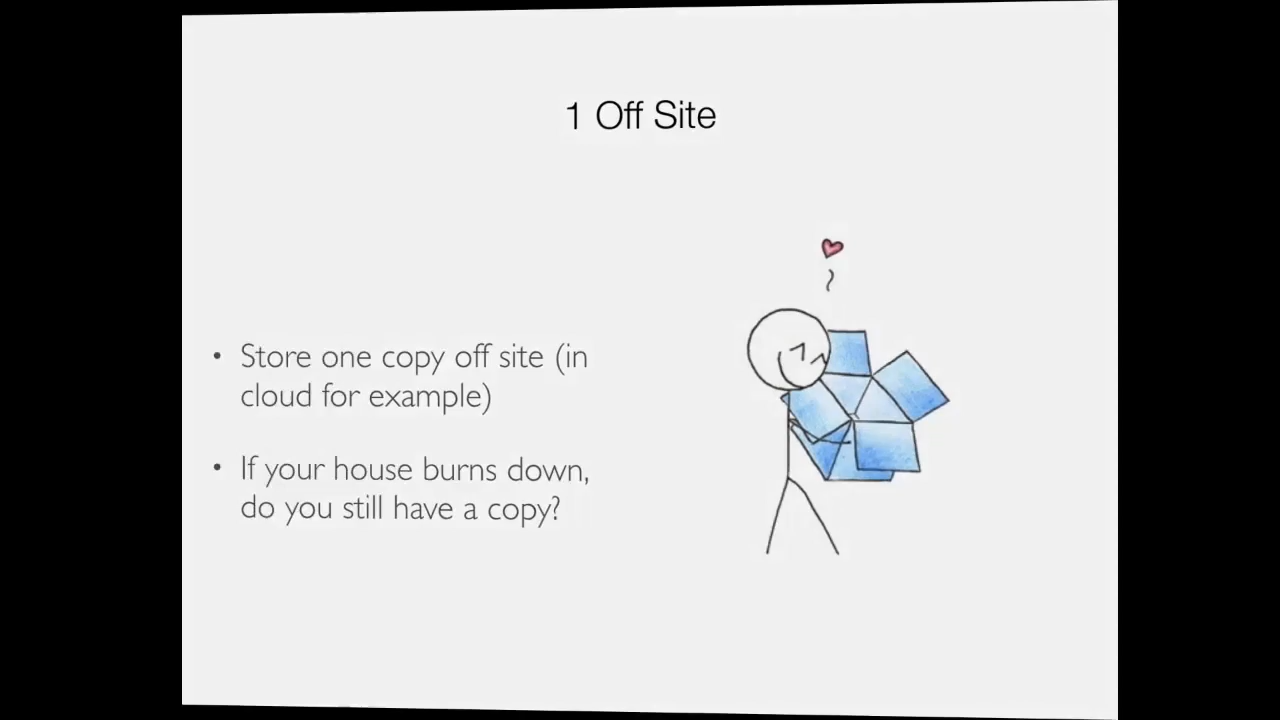 1 Off Site
• Store one copy off site (in
cloud for example)
• If your house burns down,
do you still have a copy?